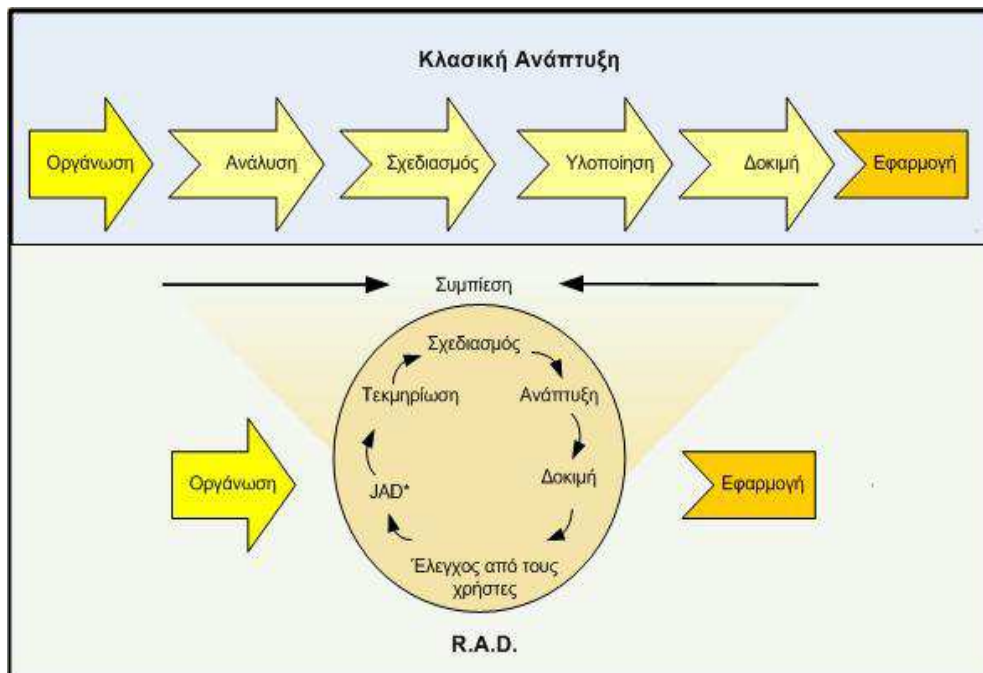 Κλασική Ανάπτυξη
Οργάνωση
Ανάλυση
Σχεδιασμός
Υλοποίηση
Δοκιμή
Εφαρμογή
Συμπίεση
Σχεδιασμός
Ανάπτυξη
Δοκιμή
Έλεγχος από τους
χρήστες
JAD*
Τεκμηρίωση
Οργάνωση
Εφαρμογή
R.A.D.